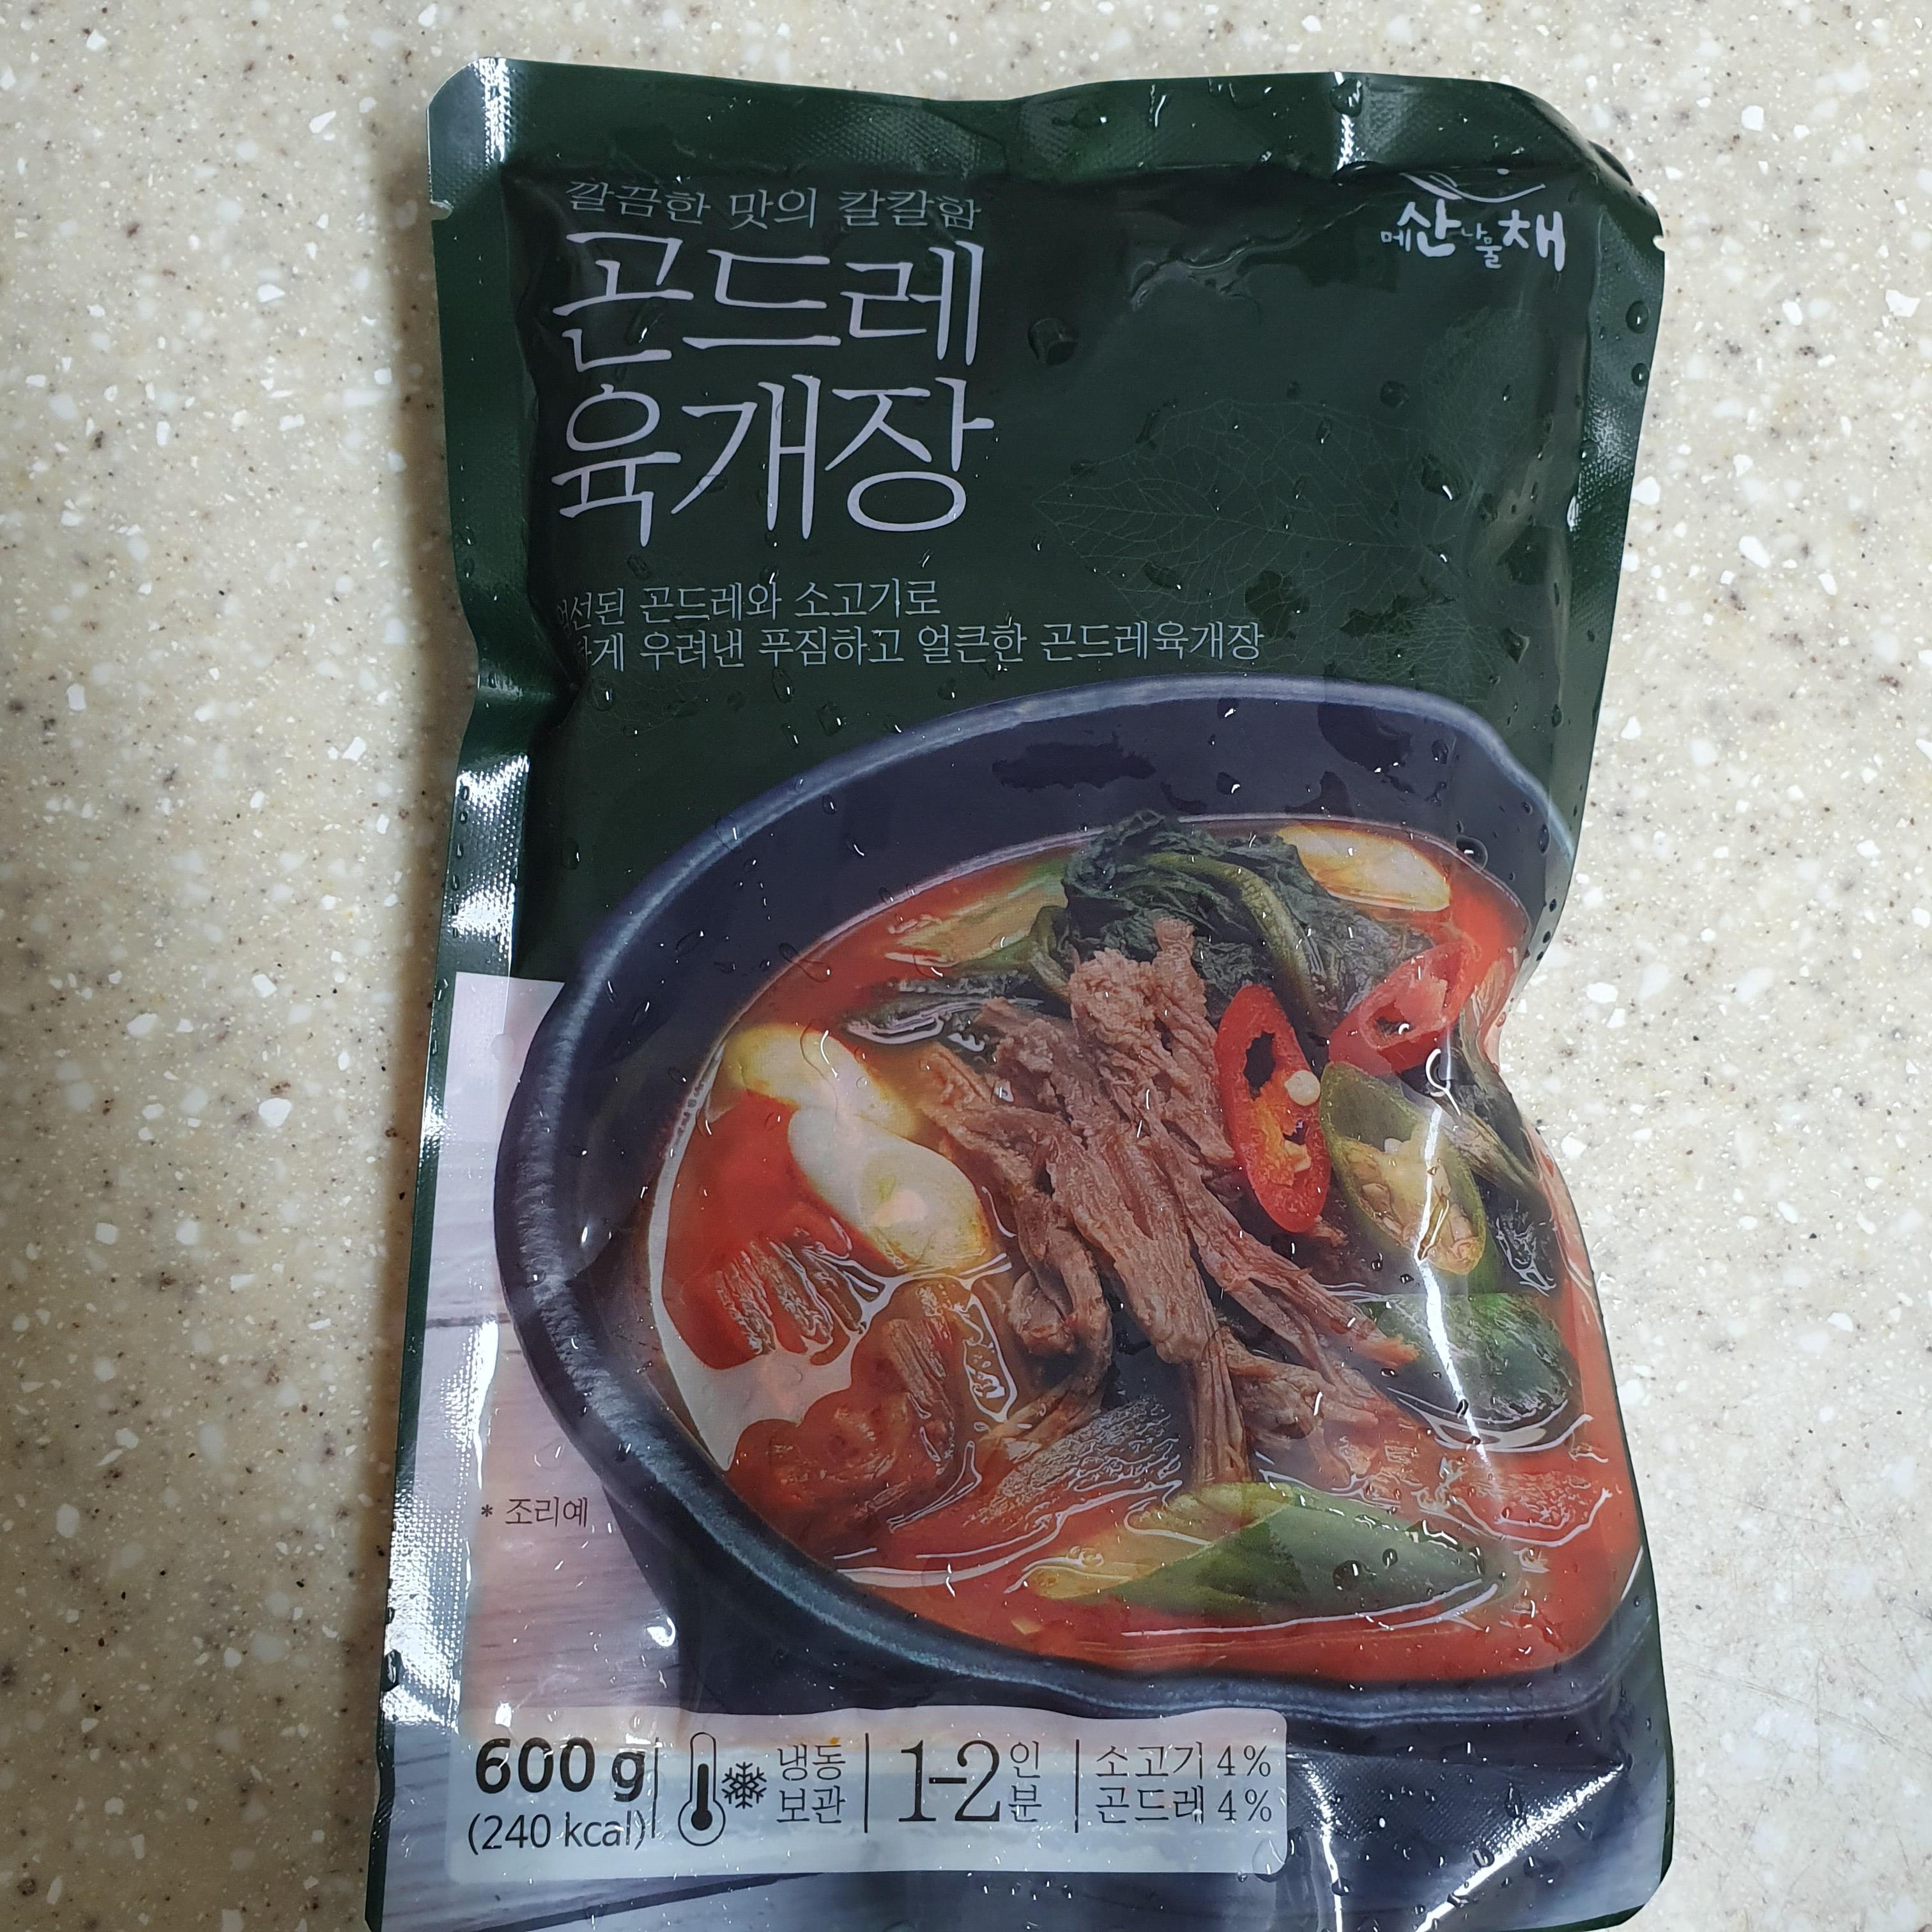 깔끔한 맛의 칼칼함
메산나물채
곤드레
육개장
엄선된 곤드레와 소고기로
우려낸 푸짐하고 얼큰한 곤드레육개장
* 조리예
600 g
(240 kcal)
냉동
보관
1-2인분
소고기 4%
곤드레 4%